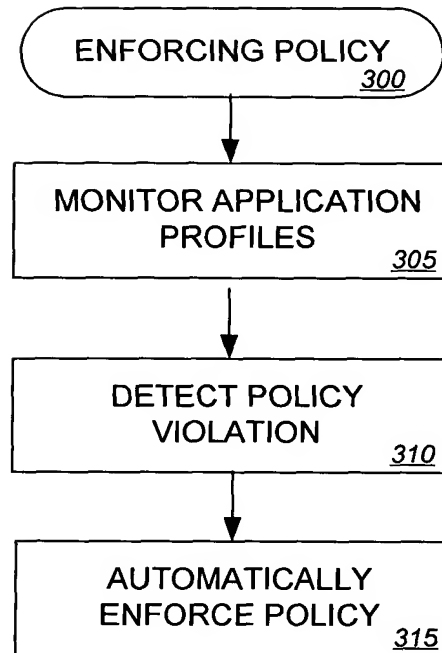 ENFORCING POLICY
300
MONITOR APPLICATION
PROFILES
305
DETECT POLICY
VIOLATION
310
AUTOMATICALLY
ENFORCE POLICY
315